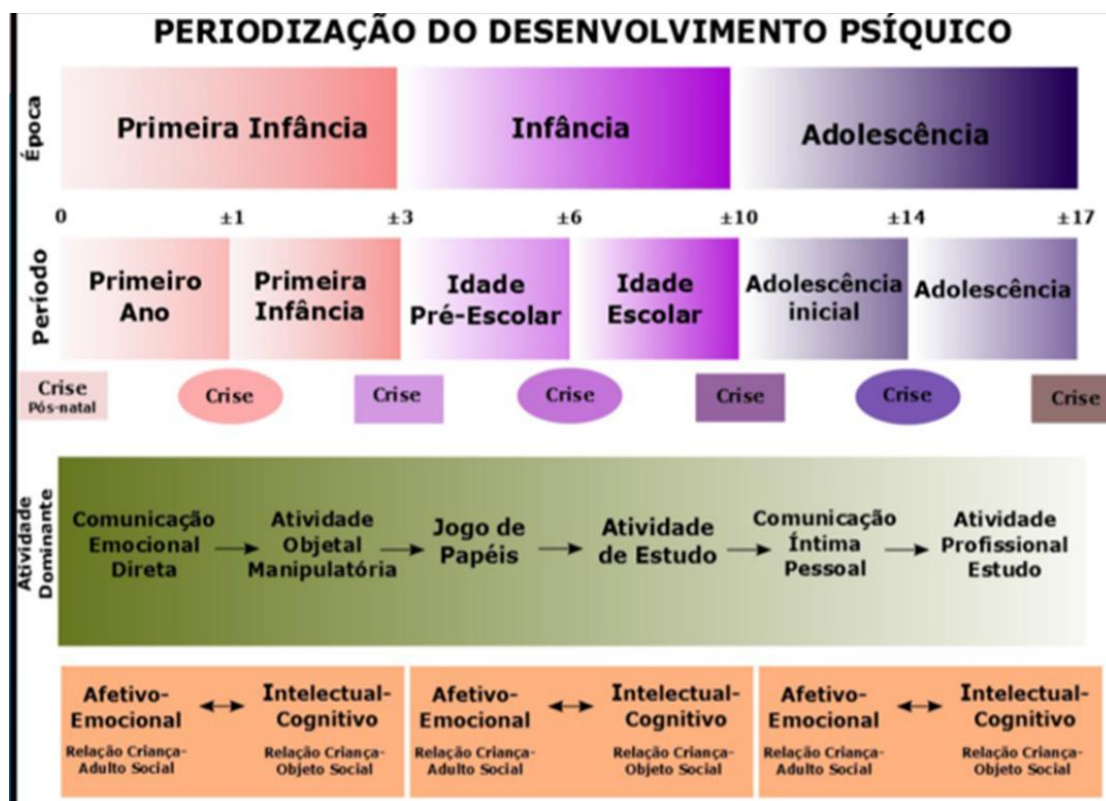 PERIODIZAÇÃO DO DESENVOLVIMENTO PSÍQUICO
Época
Primeira Infância
Infância
Adolescência
0 ±1 ±3 ±6 ±10 ±14 ±17
Período
Primeiro
Ano
Primeira
Infância
Idade
Pré-Escolar
Idade
Escolar
Adolescência
inicial
Adolescência
Crise
Pós-natal
Crise
Crise
Crise
Crise
Crise
Crise
Atividade
Dominante
Comunicação
Emocional
Direta
Atividade
Objetal
Manipulatória
Jogo de
Papéis
Atividade
de Estudo
Comunicação
Íntima
Pessoal
Atividade
Profissional
Estudo
Afetivo-
Emocional
Relação Criança-
Adulto Social
Intelectual-
Cognitivo
Relação Criança-
Objeto Social
Afetivo-
Emocional
Relação Criança-
Adulto Social
Intelectual-
Cognitivo
Relação Criança-
Objeto Social
Afetivo-
Emocional
Relação Criança-
Adulto Social
Intelectual-
Cognitivo
Relação Criança-
Objeto Social